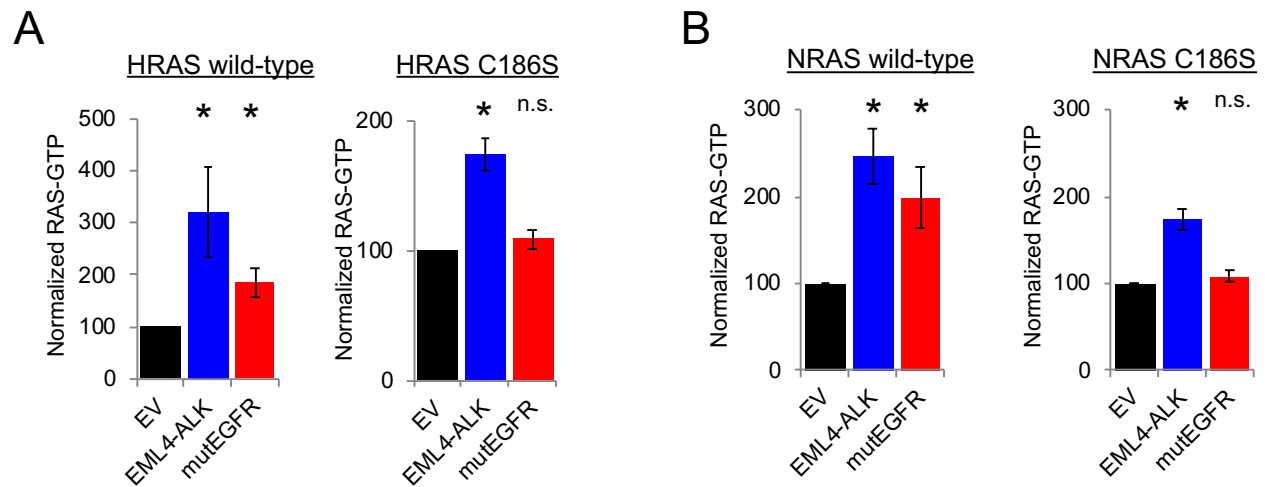 A
HRAS wild-type
Normalized RAS-GTP
500
400
300
200
100
0
* *
EV
EML4-ALK
mutEGFR
HRAS C186S
Normalized RAS-GTP
200
100
0
* n.s.
EV
EML4-ALK
mutEGFR
B
NRAS wild-type
Normalized RAS-GTP
300
200
100
0
* *
EV
EML4-ALK
mutEGFR
NRAS C186S
Normalized RAS-GTP
300
200
100
0
* n.s.
EV
EML4-ALK
mutEGFR